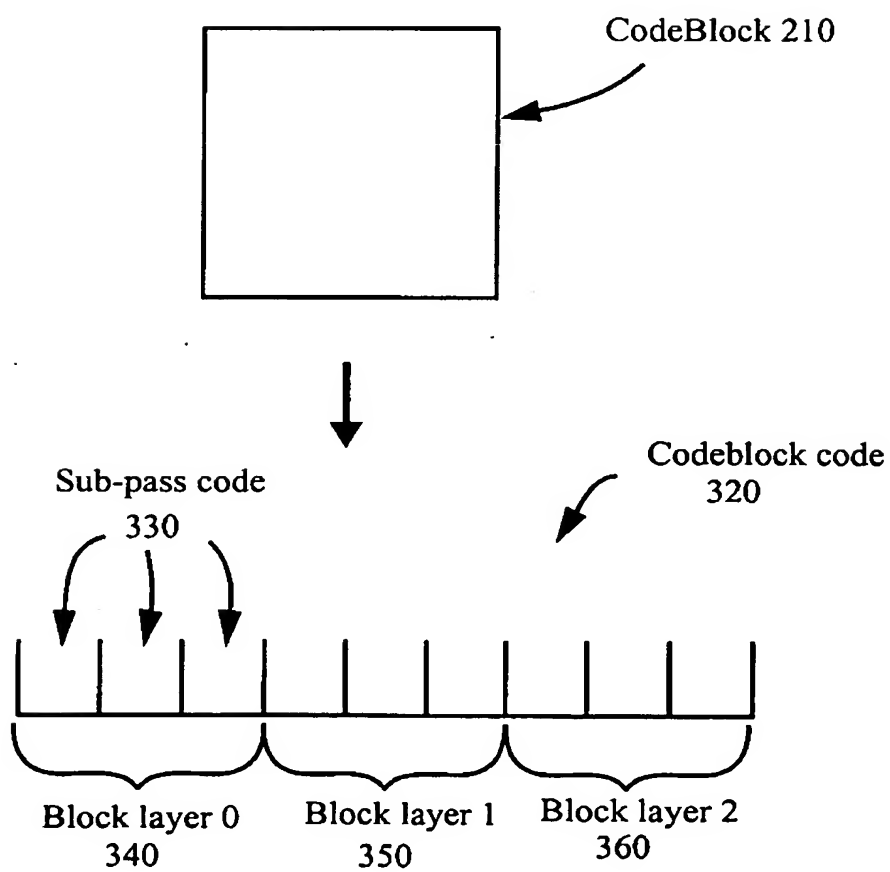 CodeBlock 210
Codeblock code
320
Sub-pass code
330
Block layer 0
340
Block layer 1
350
Block layer 2
360